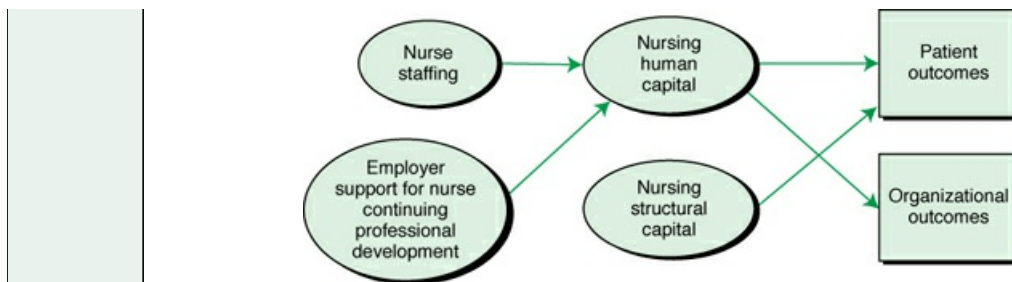 Nurse
staffing
Nursing
human
capital
Patient
outcomes
Employer
support for nurse
continuing
professional
development
Nursing
structural
capital
Organizational
outcomes